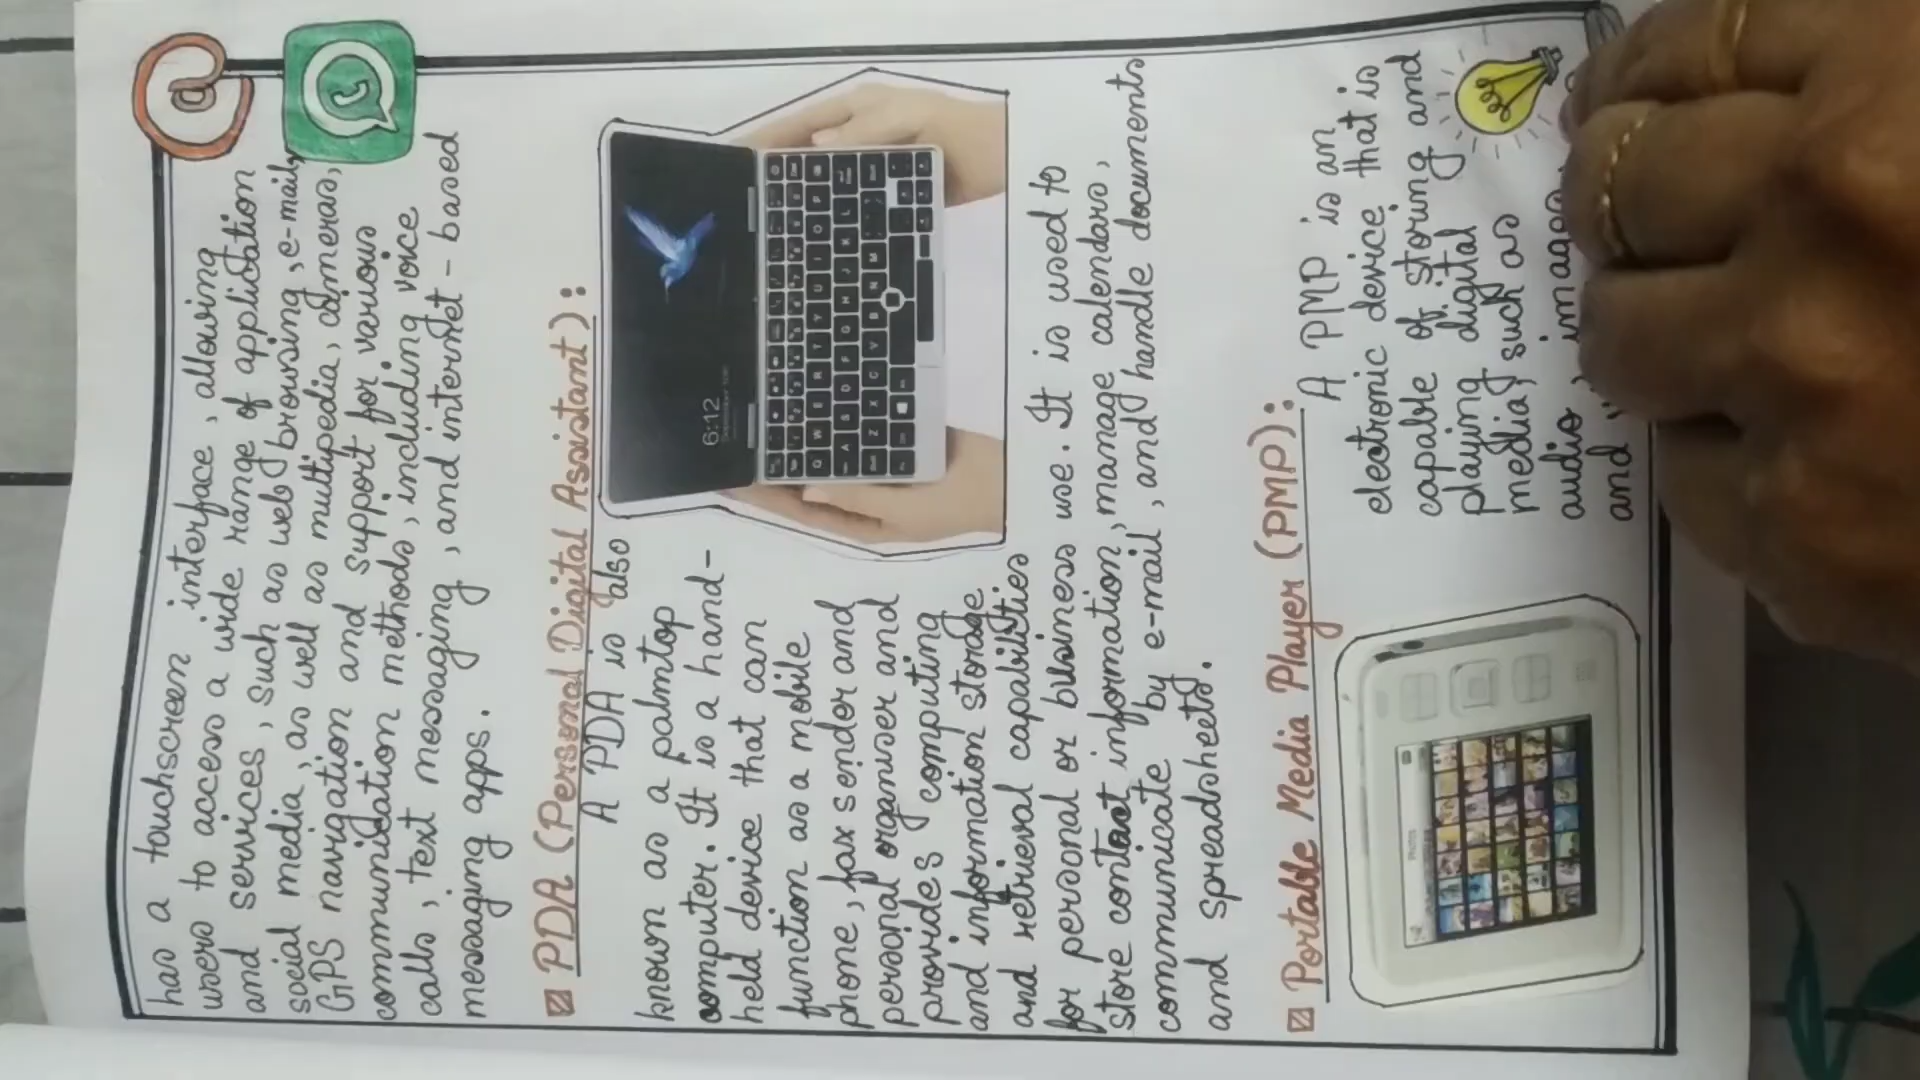 has a touchscreen interface, allowing
users to access a wide range of application
and services, such as web browsing, e-mail,
social media, as well as multipedia, cameras,
GPS navigation and support for various
communication methods, including voice
calls, text messaging, and internet-based
messaging apps.
PDA (Personal Digital Assistant):
A PDA is also
known as a palmtop
computer. It is a hand-
held device that can
function as a mobile
phone, fax sender and
personal organiser and
provides computing
and information storage
and retrieval capabilities
for personal or business use. It is used to
store contact information, manage calendars,
communicate by e-mail, and handle documents
and spreadsheets.
6:12
Portable Media Player (PMP):
A PMP is an
electronic device that is
capable of storing and
playing digital
media, such as
audio, images,
and
Photos